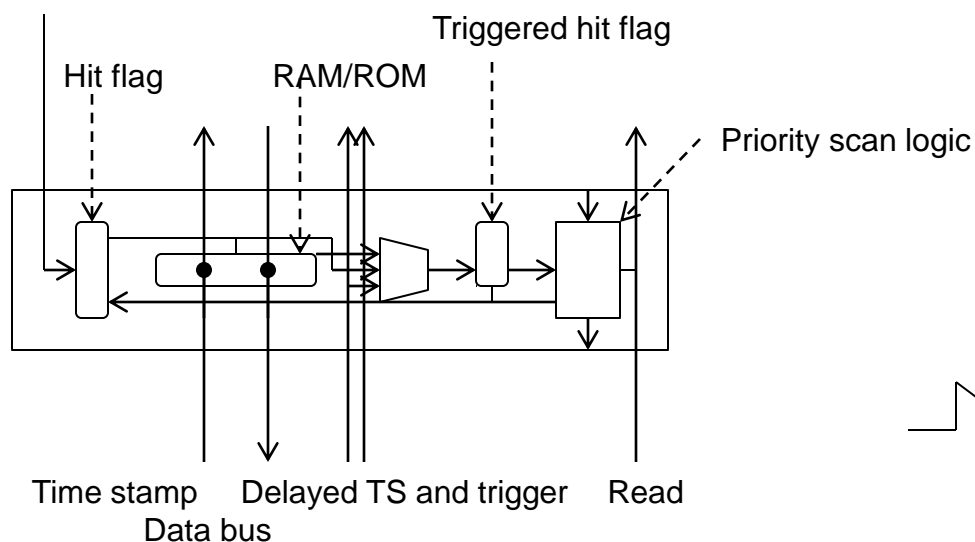 Triggered hit flag
Hit flag
RAM/ROM
Priority scan logic
Time stamp
Delayed TS and trigger
Read
Data bus